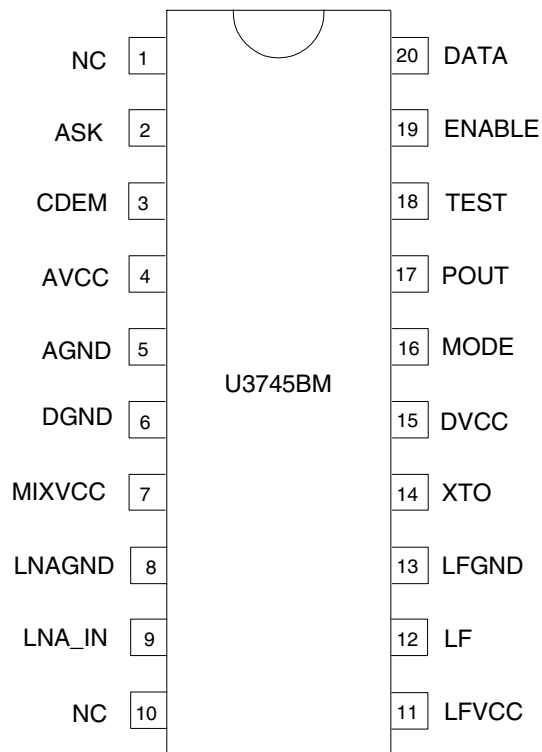 NC 1 20 DATA
ASK 2 19 ENABLE
CDEM 3 18 TEST
AVCC 4 17 POUT
AGND 5 16 MODE
U3745BM
DGND 6 15 DVCC
MIXVCC 7 14 XTO
LNAGND 8 13 LFGND
LNA_IN 9 12 LF
NC 10 11 LFVCC